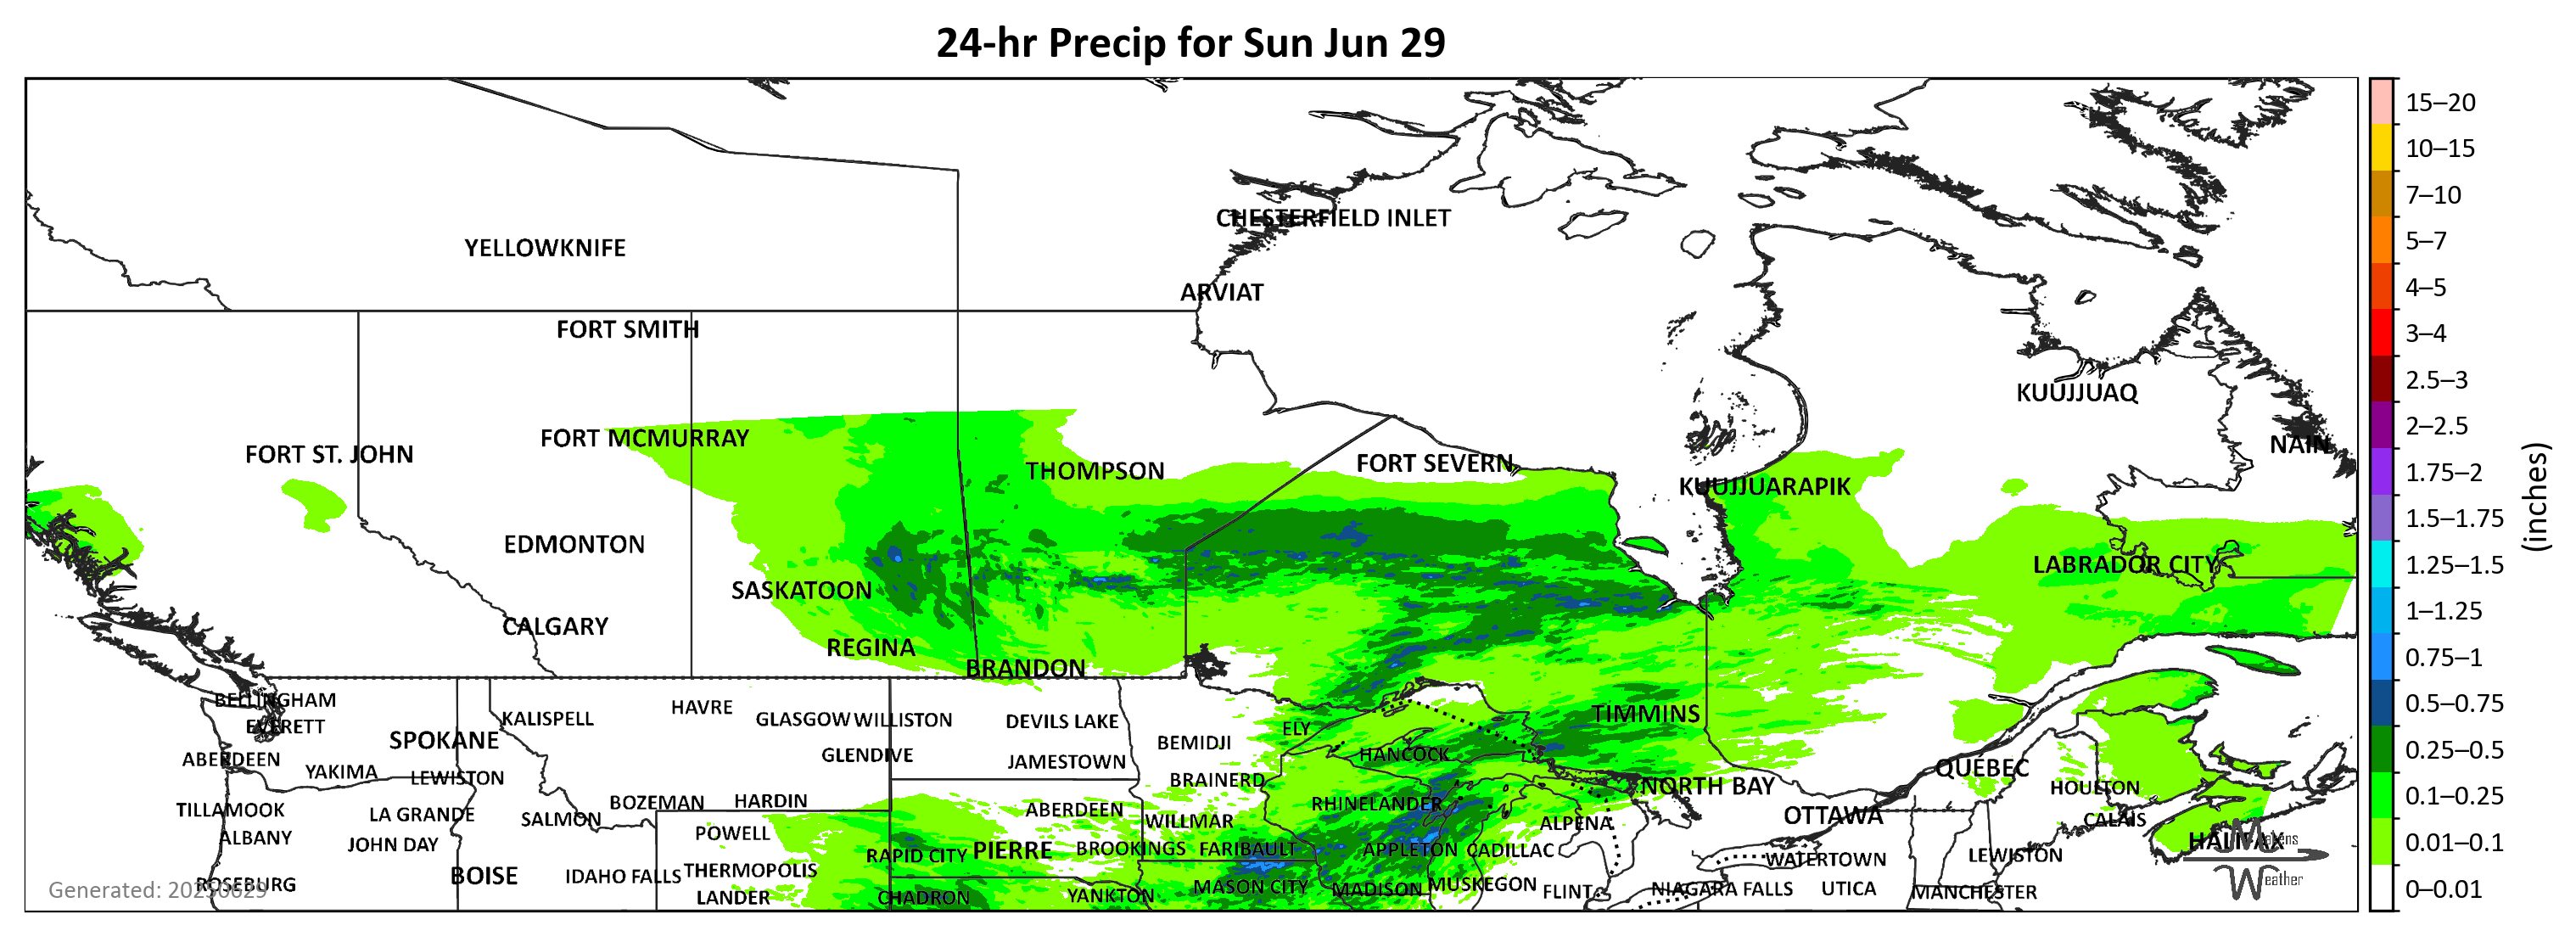 24-hr Precip for Sun Jun 29
CHESTERFIELD INLET
YELLOWKNIFE
ARVIAT
FORT SMITH
KUUJJUAQ
FORT MCMURRAY
NAIN
FORT ST. JOHN
THOMPSON
FORT SEVERN
KUUJJUARAPIK
EDMONTON
LABRADOR CITY
SASKATOON
CALGARY
REGINA
BRANDON
BELLINGHAM
HAVRE
EVERETT
KALISPELL
GLASGOW WILLISTON
DEVILS LAKE
TIMMINS
ELY
SPOKANE
BEMIDJI
ABERDEEN
GLENDIVE
JAMESTOWN
HANCOCK
YAKIMA
LEWISTON
BRAINERD
NORTH BAY
QUÉBEC
HOULTON
TILLAMOOK
LA GRANDE
SALMON
BOZEMAN
HARDIN
ABERDEEN
WILLMAR
RHINELANDER
ALPENA
OTTAWA
CALAIS
ALBANY
JOHN DAY
POWELL
RAPID CITY
PIERRE
BROOKINGS
FARIBAULT
APPLETON
CADILLAC
WATERTOWN
LEWISTON
HALIFAX
Matens
Weather
ROSEBURG
BOISE
IDAHO FALLS
THERMOPOLIS
LANDER
CHADRON
YANKTON
MASON CITY
MADISON
MUSKEGON
FLINT
NIAGARA FALLS
UTICA
MANCHESTER
Generated: 20250629
15–20
10–15
7–10
5–7
4–5
3–4
2.5–3
2–2.5
1.75–2
1.5–1.75
1.25–1.5
1–1.25
0.75–1
0.5–0.75
0.25–0.5
0.1–0.25
0.01–0.1
0–0.01
(inches)